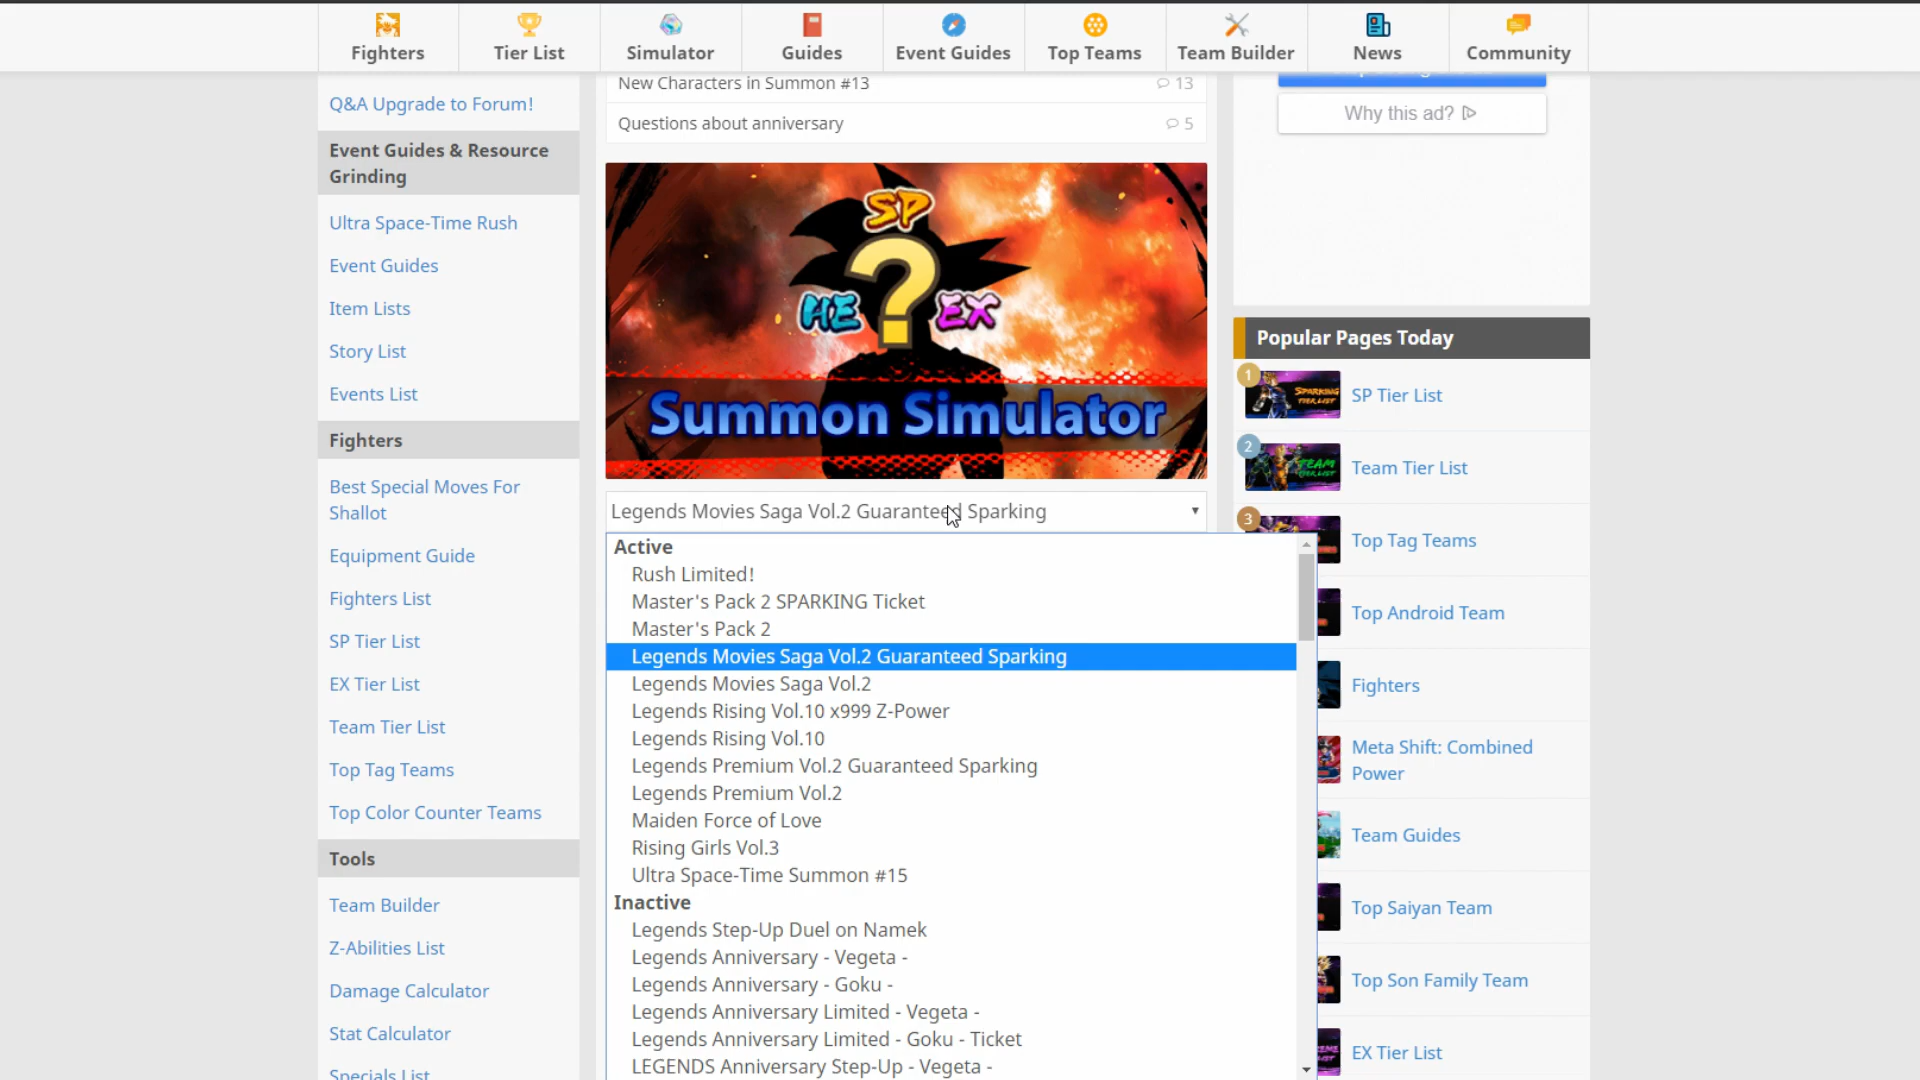 Fighters
Tier List
Simulator
Guides
Event Guides
Top Teams
Team Builder
News
Community
Q&A Upgrade to Forum!
Event Guides & Resource
Grinding
Ultra Space-Time Rush
Event Guides
Item Lists
Story List
Events List
Fighters
Best Special Moves For
Shallot
Equipment Guide
Fighters List
SP Tier List
EX Tier List
Team Tier List
Top Tag Teams
Top Color Counter Teams
Tools
Team Builder
Z-Abilities List
Damage Calculator
Stat Calculator
Specials List
New Characters in Summon #13 13
Questions about anniversary 5
SP
HE ? EX
Summon Simulator
Legends Movies Saga Vol.2 Guaranteed Sparking
Active
Rush Limited!
Master's Pack 2 SPARKING Ticket
Master's Pack 2
Legends Movies Saga Vol.2 Guaranteed Sparking
Legends Movies Saga Vol.2
Legends Rising Vol.10 x999 Z-Power
Legends Rising Vol.10
Legends Premium Vol.2 Guaranteed Sparking
Legends Premium Vol.2
Maiden Force of Love
Rising Girls Vol.3
Ultra Space-Time Summon #15
Inactive
Legends Step-Up Duel on Namek
Legends Anniversary - Vegeta -
Legends Anniversary - Goku -
Legends Anniversary Limited - Vegeta -
Legends Anniversary Limited - Goku - Ticket
LEGENDS Anniversary Step-Up - Vegeta -
Why this ad?
Popular Pages Today
1
SPARKING
TIER LIST
SP Tier List
2
TEAM
TIER LIST
Team Tier List
3
Top Tag Teams
Top Android Team
Fighters
Meta Shift: Combined
Power
Team Guides
Top Saiyan Team
Top Son Family Team
EX Tier List